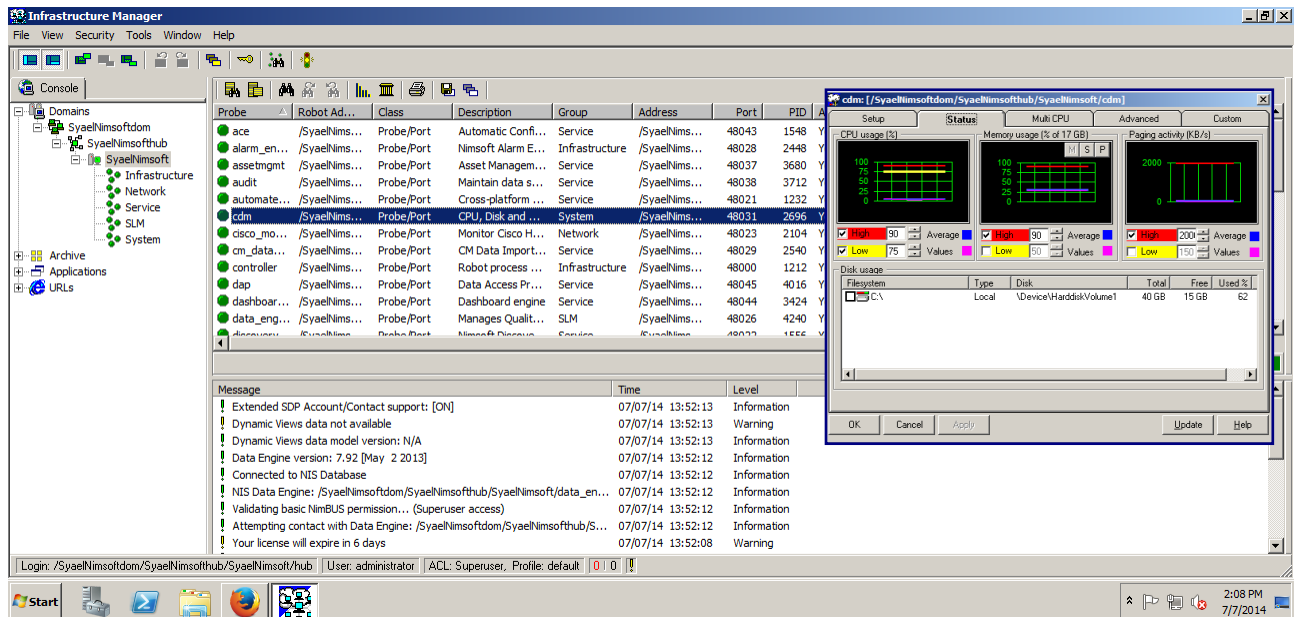 Infrastructure Manager
File View Security Tools Window Help
Console
Domains
SyaelNimsoftdom
SyaelNimsofthub
SyaelNimsoft
Infrastructure
Network
Service
SLM
System
Archive
Applications
URLs
Probe Robot Ad... Class Description Group Address Port PID A
ace /SyaelNims... Probe/Port Automatic Confi... Service /SyaelNims... 48043 1548 Y
alarm_en... /SyaelNims... Probe/Port Nimsoft Alarm E... Infrastructure /SyaelNims... 48028 2448 Y
assetmgmt /SyaelNims... Probe/Port Asset Managem... Service /SyaelNims... 48037 3680 Y
audit /SyaelNims... Probe/Port Maintain data s... Service /SyaelNims... 48038 3712 Y
automate... /SyaelNims... Probe/Port Cross-platform ... Service /SyaelNims... 48021 1232 Y
cdm /SyaelNims... Probe/Port CPU, Disk and ... System /SyaelNims... 48031 2696 Y
cisco_mo... /SyaelNims... Probe/Port Monitor Cisco H... Network /SyaelNims... 48023 2104 Y
cm_data... /SyaelNims... Probe/Port CM Data Import... Service /SyaelNims... 48029 2540 Y
controller /SyaelNims... Probe/Port Robot process ... Infrastructure /SyaelNims... 48000 1212 Y
dap /SyaelNims... Probe/Port Data Access Pr... Service /SyaelNims... 48045 4016 Y
dashboar... /SyaelNims... Probe/Port Dashboard engine Service /SyaelNims... 48044 3424 Y
data_eng... /SyaelNims... Probe/Port Manages Qualit... SLM /SyaelNims... 48026 4240 Y
cdm: [/SyaelNimsoftdom/SyaelNimsofthub/SyaelNimsoft/cdm]
Setup Status Multi CPU Advanced Custom
CPU usage (%) Memory usage (% of 17 GB) Paging activity (KB/s)
M S P
100 100 2000
75 75
50 50
25 25
0 0 0
High 90 Average High 90 Average High 200 Average
Low 75 Values Low 50 Values Low 150 Values
Disk usage
Filesystem Type Disk Total Free Used %
C:\ Local \Device\HarddiskVolume1 40 GB 15 GB 62
OK Cancel Apply Update Help
Message Time Level
Extended SDP Account/Contact support: [ON] 07/07/14 13:52:13 Information
Dynamic Views data not available 07/07/14 13:52:13 Warning
Dynamic Views data model version: N/A 07/07/14 13:52:13 Information
Data Engine version: 7.92 [May 2 2013] 07/07/14 13:52:12 Information
Connected to NIS Database 07/07/14 13:52:12 Information
NIS Data Engine: /SyaelNimsoftdom/SyaelNimsofthub/SyaelNimsoft/data_en... 07/07/14 13:52:12 Information
Validating basic NimBUS permission... (Superuser access) 07/07/14 13:52:12 Information
Attempting contact with Data Engine: /SyaelNimsoftdom/SyaelNimsofthub/S... 07/07/14 13:52:12 Information
Your license will expire in 6 days 07/07/14 13:52:08 Warning
Login: /SyaelNimsoftdom/SyaelNimsofthub/SyaelNimsoft/hub User: administrator ACL: Superuser, Profile: default 0 | 0
Start
2:08 PM
7/7/2014